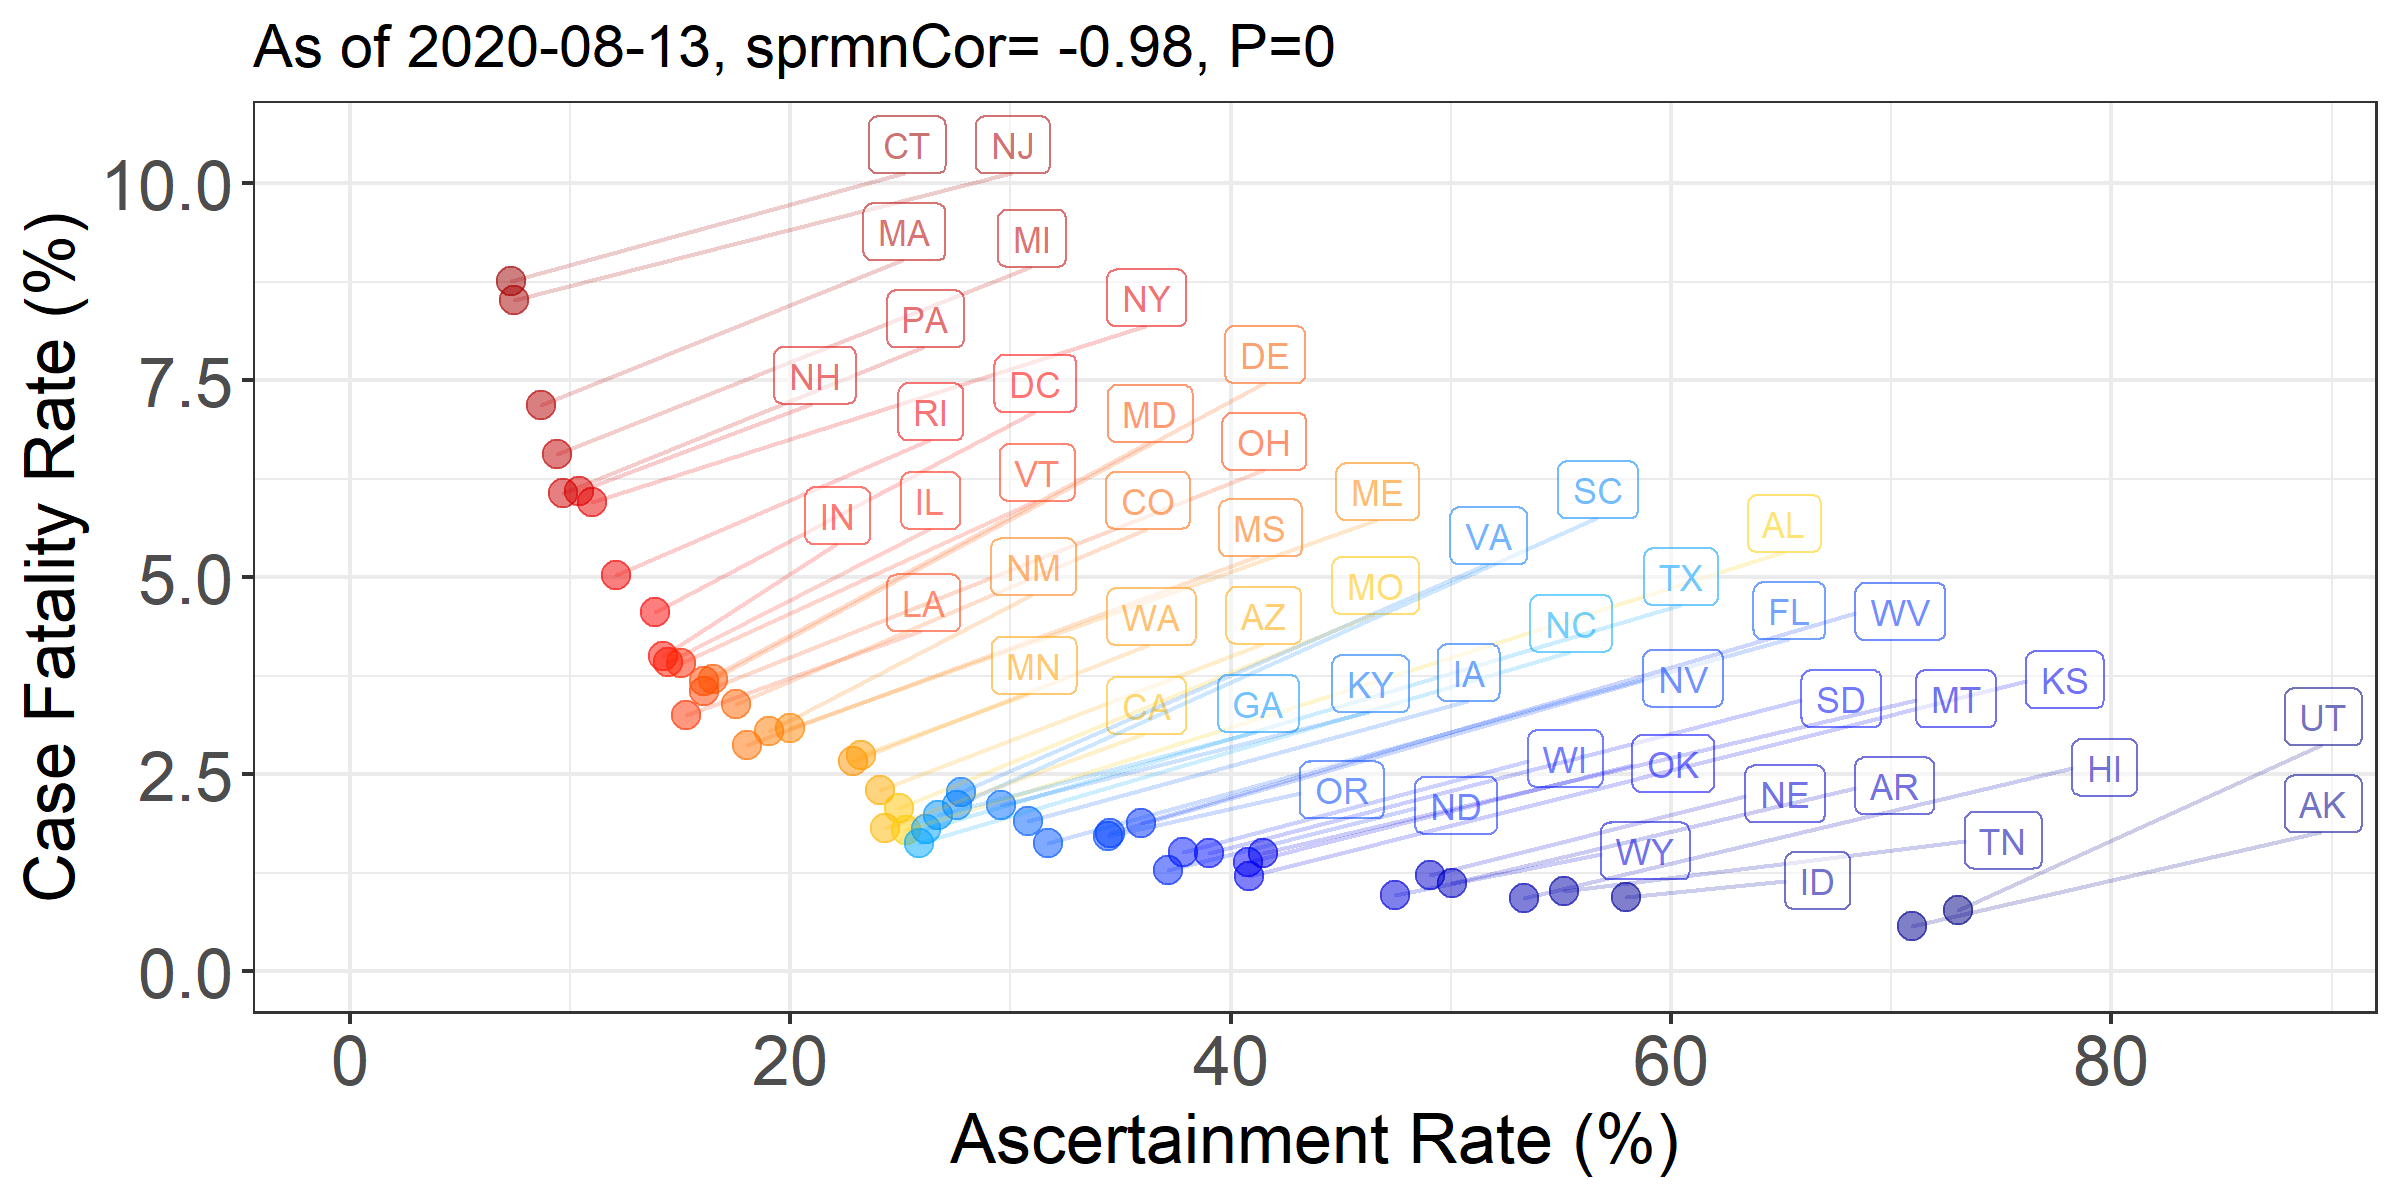 As of 2020-08-13, sprmnCor= -0.98, P=0
Case Fatality Rate (%)
10.0
7.5
5.0
2.5
0.0
CT NJ
MA MI
NY
PA
DE
NH DC
RI MD
OH
VT
SC
ME
IL CO
IN MS AL
VA
NM TX
MO
LA WA AZ NC FL WV
MN IA
KY NV KS
CA GA SD MT
UT
WI OK HI
OR ND NE AR AK
WY TN
ID
0 20 40 60 80
Ascertainment Rate (%)